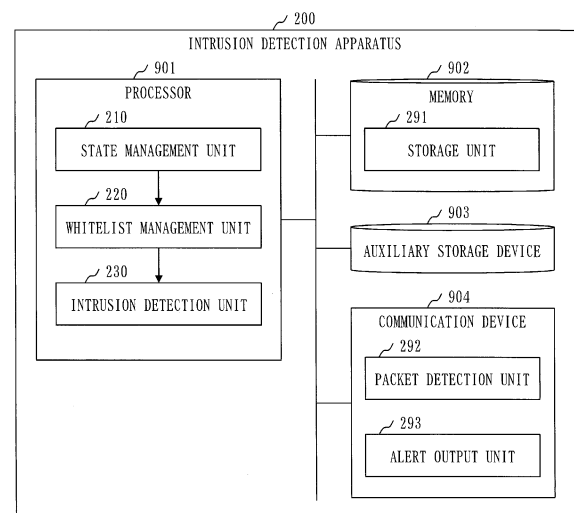 200
INTRUSION DETECTION APPARATUS
901
PROCESSOR
210
STATE MANAGEMENT UNIT
220
WHITELIST MANAGEMENT UNIT
230
INTRUSION DETECTION UNIT
902
MEMORY
291
STORAGE UNIT
903
AUXILIARY STORAGE DEVICE
904
COMMUNICATION DEVICE
292
PACKET DETECTION UNIT
293
ALERT OUTPUT UNIT